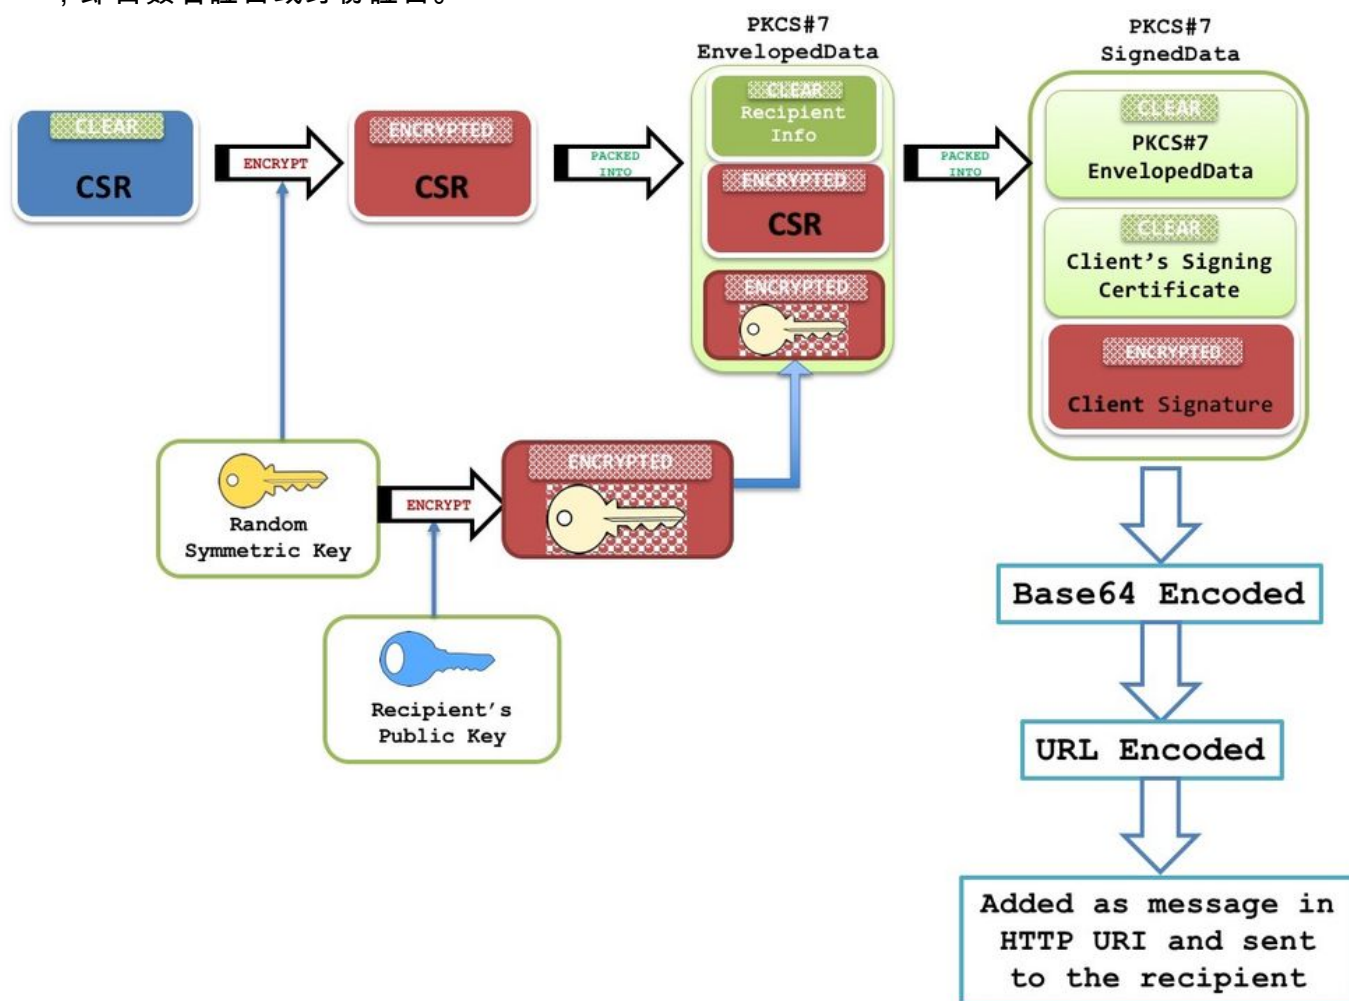 PKCS#7
EnvelopedData
PKCS#7
SignedData
CLEAR
CSR
ENCRYPT
ENCRYPTED
CSR
PACKED
INTO
CLEAR
Recipient
Info
ENCRYPTED
CSR
ENCRYPTED
PACKED
INTO
CLEAR
PKCS#7
EnvelopedData
CLEAR
Client's Signing
Certificate
ENCRYPTED
Client Signature
Random
Symmetric Key
ENCRYPT
ENCRYPTED
Recipient's
Public Key
Base64 Encoded
URL Encoded
Added as message in
HTTP URI and sent
to the recipient